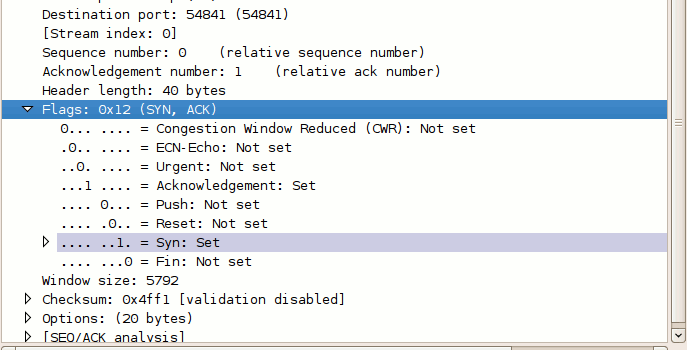 Destination port: 54841 (54841)
[Stream index: 0]
Sequence number: 0    (relative sequence number)
Acknowledgement number: 1    (relative ack number)
Header length: 40 bytes
Flags: 0x12 (SYN, ACK)
0... .... = Congestion Window Reduced (CWR): Not set
.0.. .... = ECN-Echo: Not set
..0. .... = Urgent: Not set
...1 .... = Acknowledgement: Set
.... 0... = Push: Not set
.... .0.. = Reset: Not set
.... ..1. = Syn: Set
.... ...0 = Fin: Not set
Window size: 5792
Checksum: 0x4ff1 [validation disabled]
Options: (20 bytes)
[SEQ/ACK analysis]